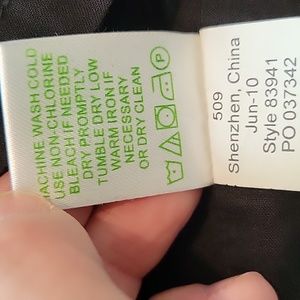 MACHINE WASH COLD
USE NON-CHLORINE
BLEACH IF NEEDED
DRY PROMPTLY
TUMBLE DRY LOW
WARM IRON IF
NECESSARY
OR DRY CLEAN
P
509
Shenzhen, China
Jun-10
Style 83941
PO 037342